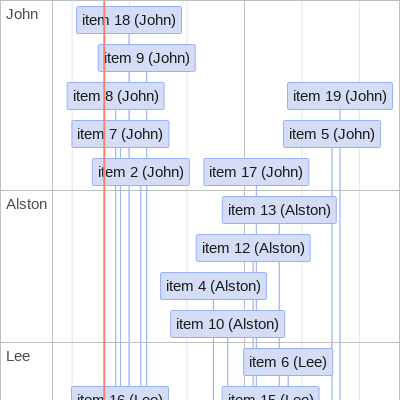 John
item 18 (John)
item 9 (John)
item 8 (John)
item 19 (John)
item 7 (John)
item 5 (John)
item 2 (John)
item 17 (John)
Alston
item 13 (Alston)
item 12 (Alston)
item 4 (Alston)
item 10 (Alston)
Lee
item 6 (Lee)
item 16 (Lee)
item 15 (Lee)